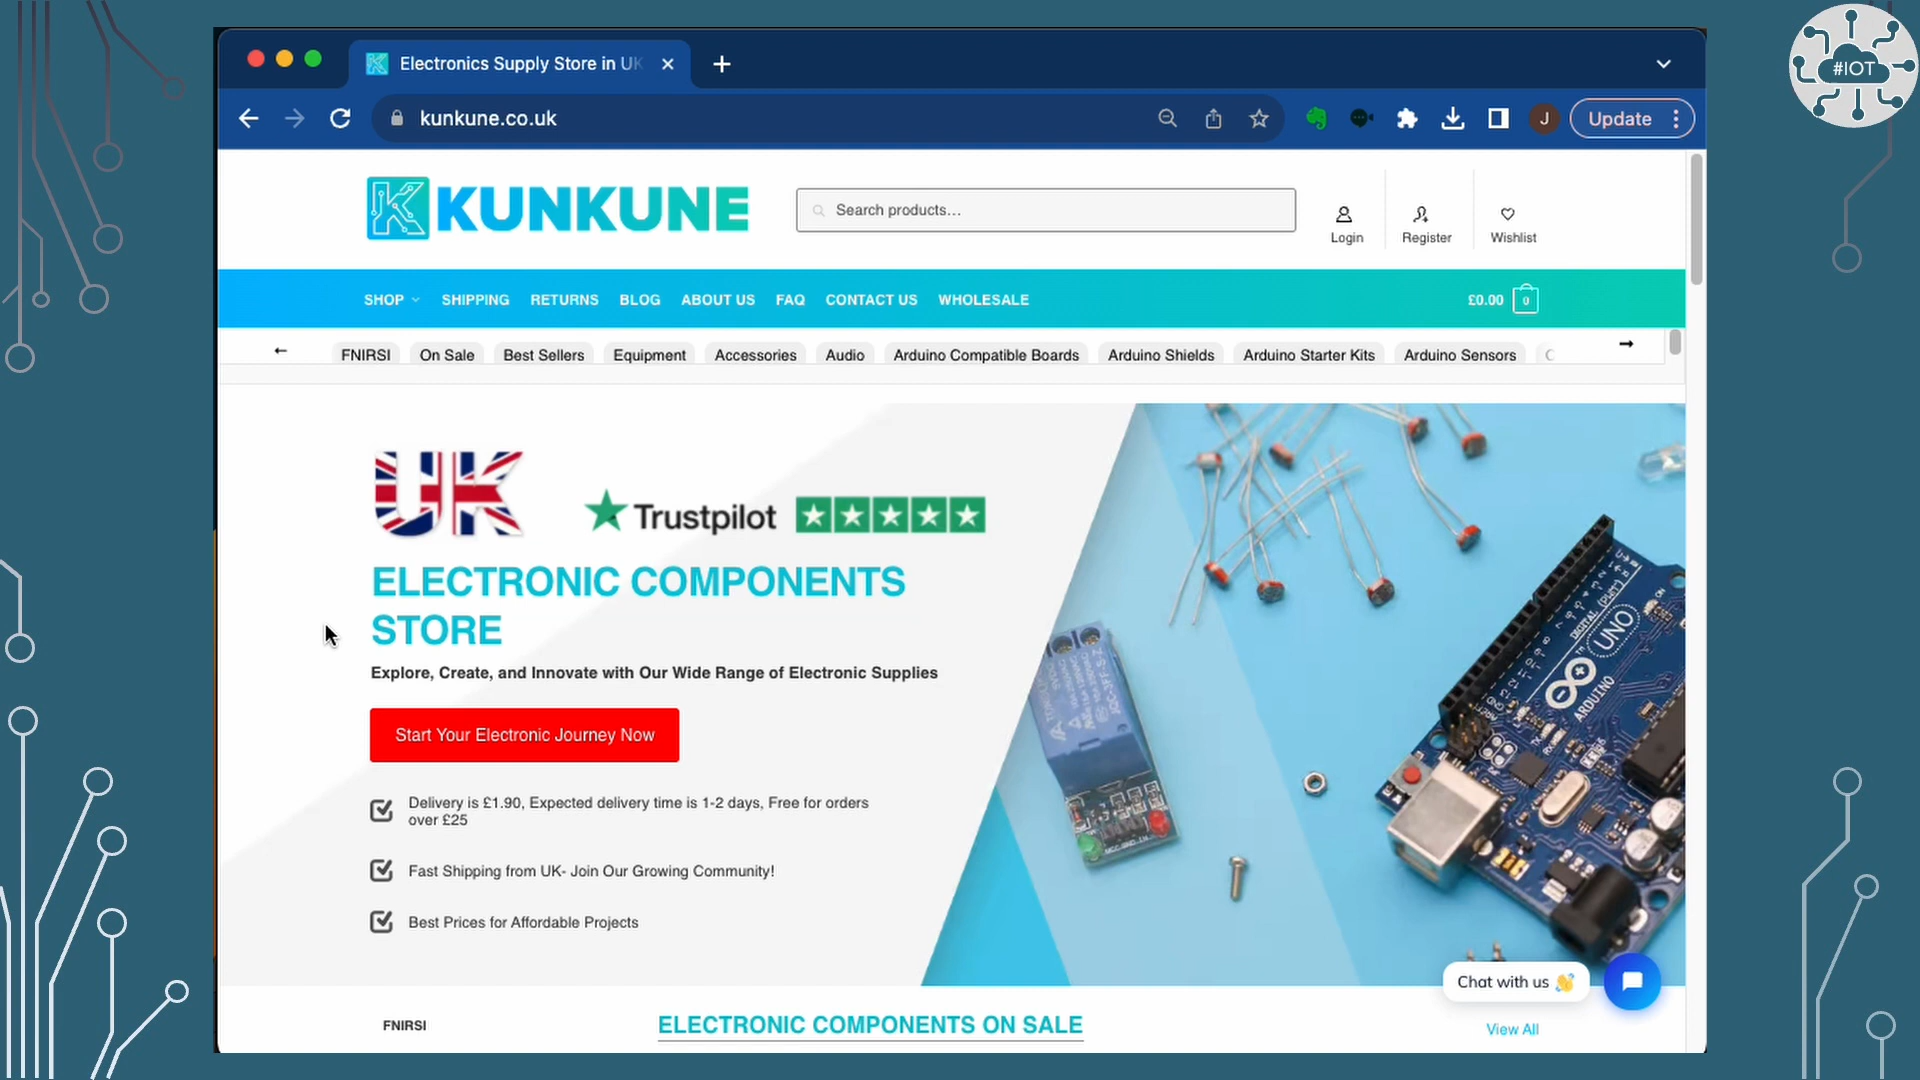 #IOT
Electronics Supply Store in UK
kunkune.co.uk
J
Update
KUNKUNE
Search products...
Login
Register
Wishlist
SHOP
SHIPPING
RETURNS
BLOG
ABOUT US
FAQ
CONTACT US
WHOLESALE
£0.00
0
FNIRSI
On Sale
Best Sellers
Equipment
Accessories
Audio
Arduino Compatible Boards
Arduino Shields
Arduino Starter Kits
Arduino Sensors
UK
Trustpilot
ELECTRONIC COMPONENTS
STORE
Explore, Create, and Innovate with Our Wide Range of Electronic Supplies
Start Your Electronic Journey Now
Delivery is £1.90, Expected delivery time is 1-2 days, Free for orders
over £25
Fast Shipping from UK- Join Our Growing Community!
Best Prices for Affordable Projects
UNO
ARDUINO
Chat with us 👋
FNIRSI
ELECTRONIC COMPONENTS ON SALE
View All